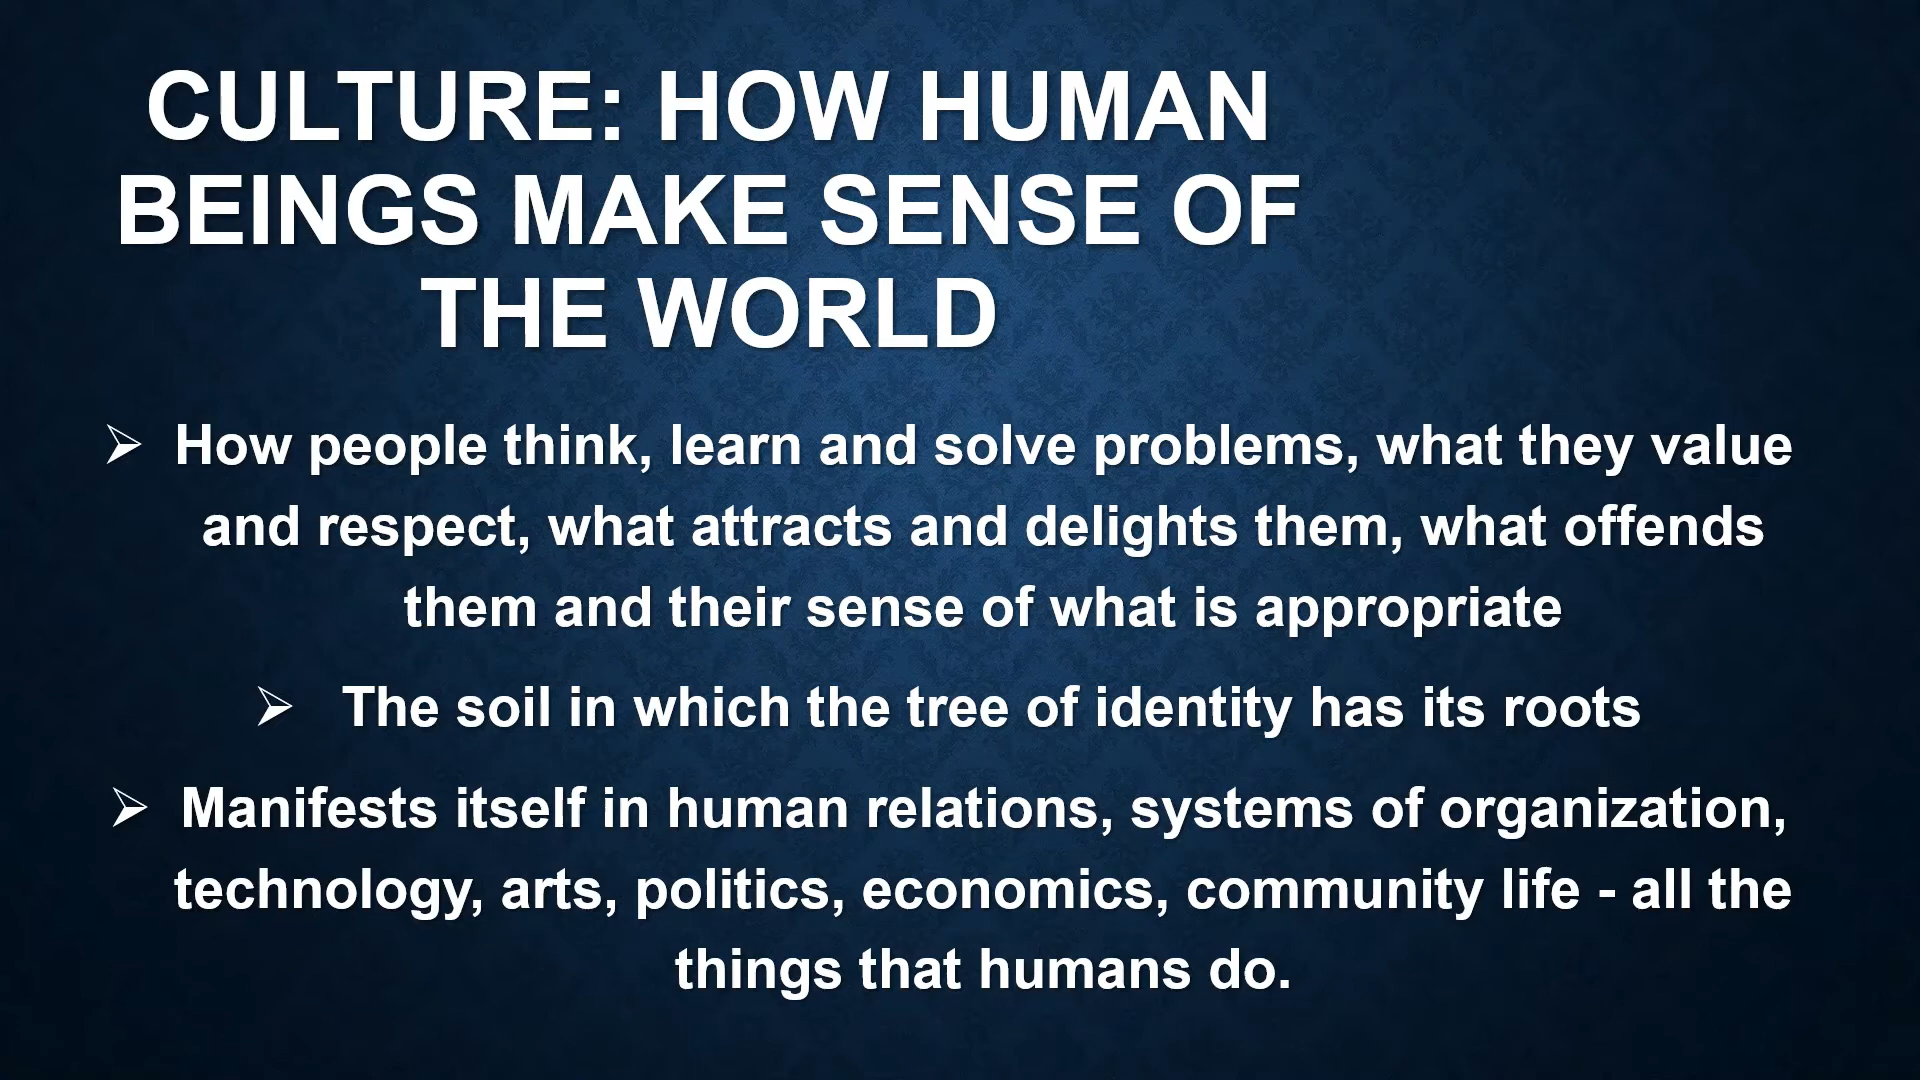 CULTURE: HOW HUMAN
BEINGS MAKE SENSE OF
THE WORLD
➢ How people think, learn and solve problems, what they value
and respect, what attracts and delights them, what offends
them and their sense of what is appropriate
➢ The soil in which the tree of identity has its roots
➢ Manifests itself in human relations, systems of organization,
technology, arts, politics, economics, community life - all the
things that humans do.